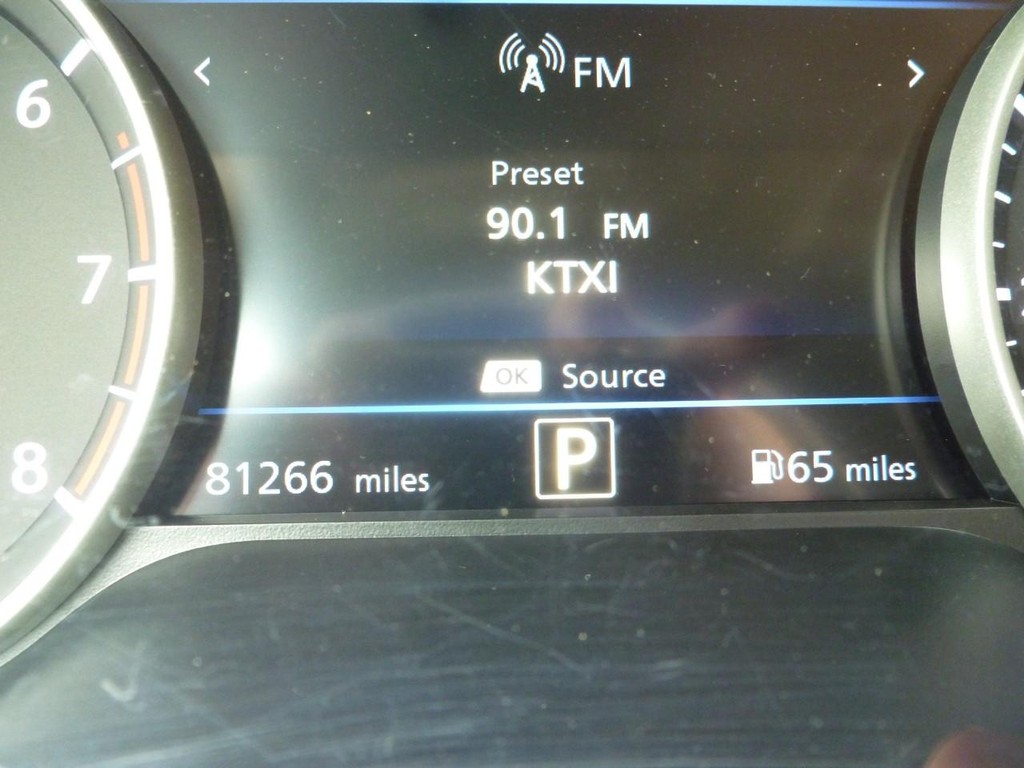 6
7
8
< FM >
Preset
90.1 FM
KTXI
OK Source
81266 miles
P
65 miles